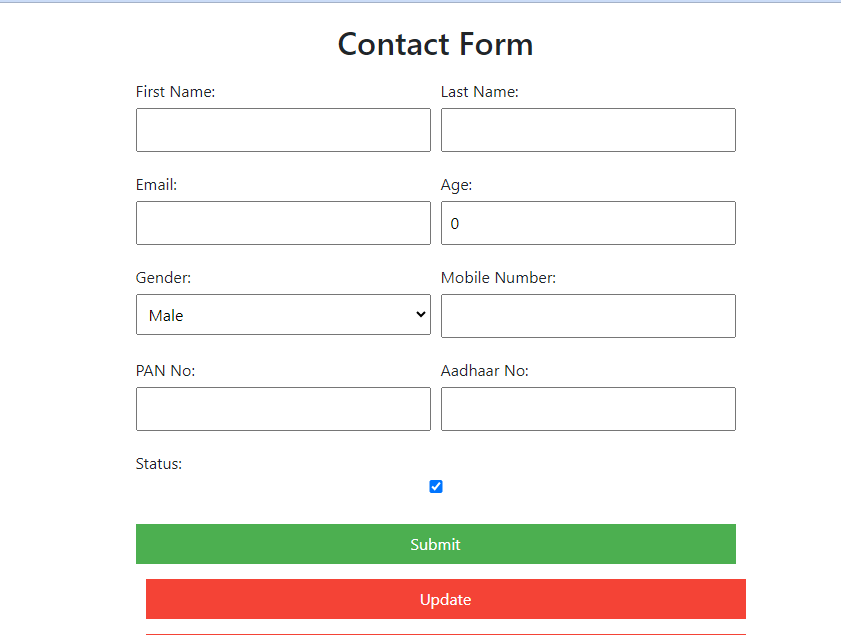 Contact Form
First Name: Last Name:
Email: Age:
0
Gender: Mobile Number:
Male
PAN No: Aadhaar No:
Status:
Submit
Update